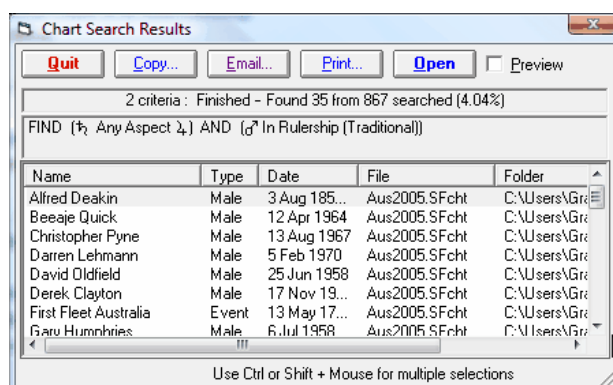 Chart Search Results
Quit Copy... Email... Print... Open Preview
2 criteria : Finished - Found 35 from 867 searched (4.04%)
FIND (♄ Any Aspect ♃) AND (♂ In Rulership (Traditional))
Name Type Date File Folder
Alfred Deakin Male 3 Aug 185... Aus2005.SFcht C:\Users\Gra
Beeaje Quick Male 12 Apr 1964 Aus2005.SFcht C:\Users\Gra
Christopher Pyne Male 13 Aug 1967 Aus2005.SFcht C:\Users\Gra
Darren Lehmann Male 5 Feb 1970 Aus2005.SFcht C:\Users\Gra
David Oldfield Male 25 Jun 1958 Aus2005.SFcht C:\Users\Gra
Derek Clayton Male 17 Nov 19... Aus2005.SFcht C:\Users\Gra
First Fleet Australia Event 13 May 17... Aus2005.SFcht C:\Users\Gra
Gary Humphries Male 6 Jul 1958 Aus2005.SFcht C:\Users\Gra
Use Ctrl or Shift + Mouse for multiple selections